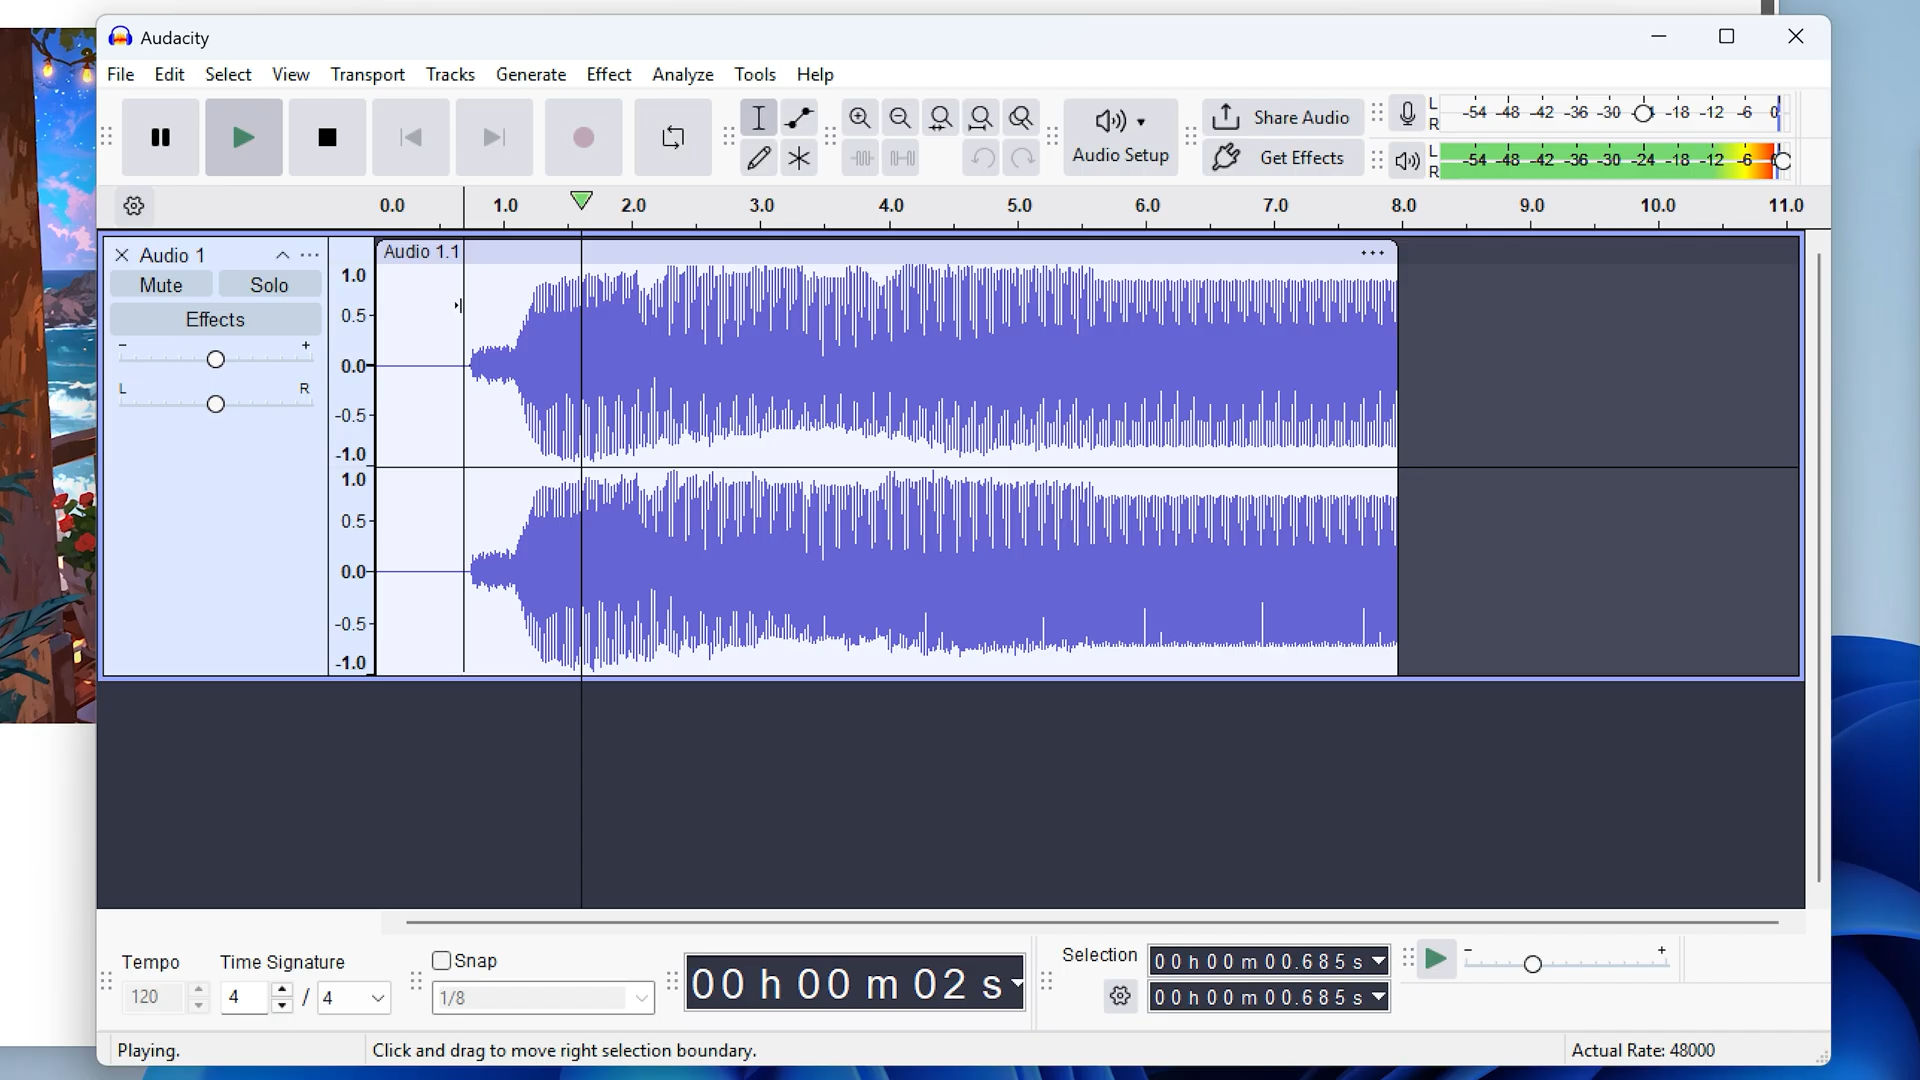 Audacity
File Edit Select View Transport Tracks Generate Effect Analyze Tools Help
Audio Setup
Share Audio
Get Effects
L
R
-54 -48 -42 -36 -30 -18 -12 -6 0
L
R
-54 -48 -42 -36 -30 -24 -18 -12 -6
0.0 1.0 2.0 3.0 4.0 5.0 6.0 7.0 8.0 9.0 10.0 11.0
Audio 1
Mute Solo
Effects
- +
L R
Audio 1.1
1.0
0.5
0.0
-0.5
-1.0
1.0
0.5
0.0
-0.5
-1.0
Tempo
120
Time Signature
4 / 4
Snap
1/8
00 h 00 m 02 s
Selection
00 h 00 m 00.685 s
00 h 00 m 00.685 s
- +
Playing.
Click and drag to move right selection boundary.
Actual Rate: 48000